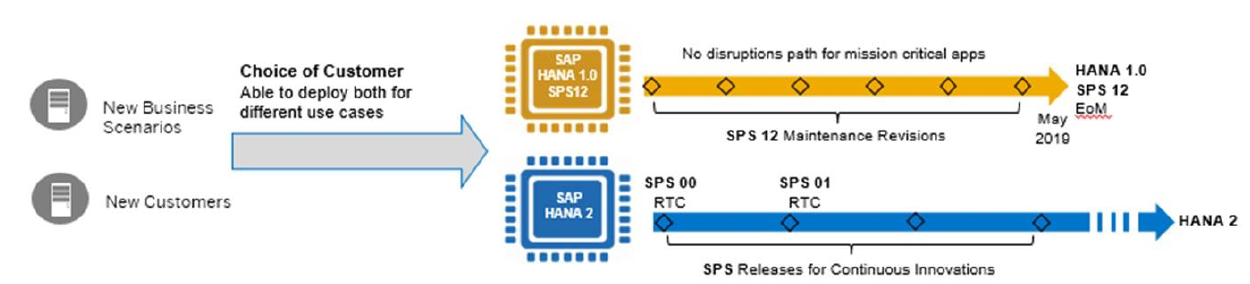 New Business
Scenarios
New Customers
Choice of Customer
Able to deploy both for
different use cases
SAP
HANA 1.0
SPS12
No disruptions path for mission critical apps
SPS 12 Maintenance Revisions
HANA 1.0
SPS 12
EoM
May
2019
SAP
HANA 2
SPS 00
RTC
SPS 01
RTC
HANA 2
SPS Releases for Continuous Innovations